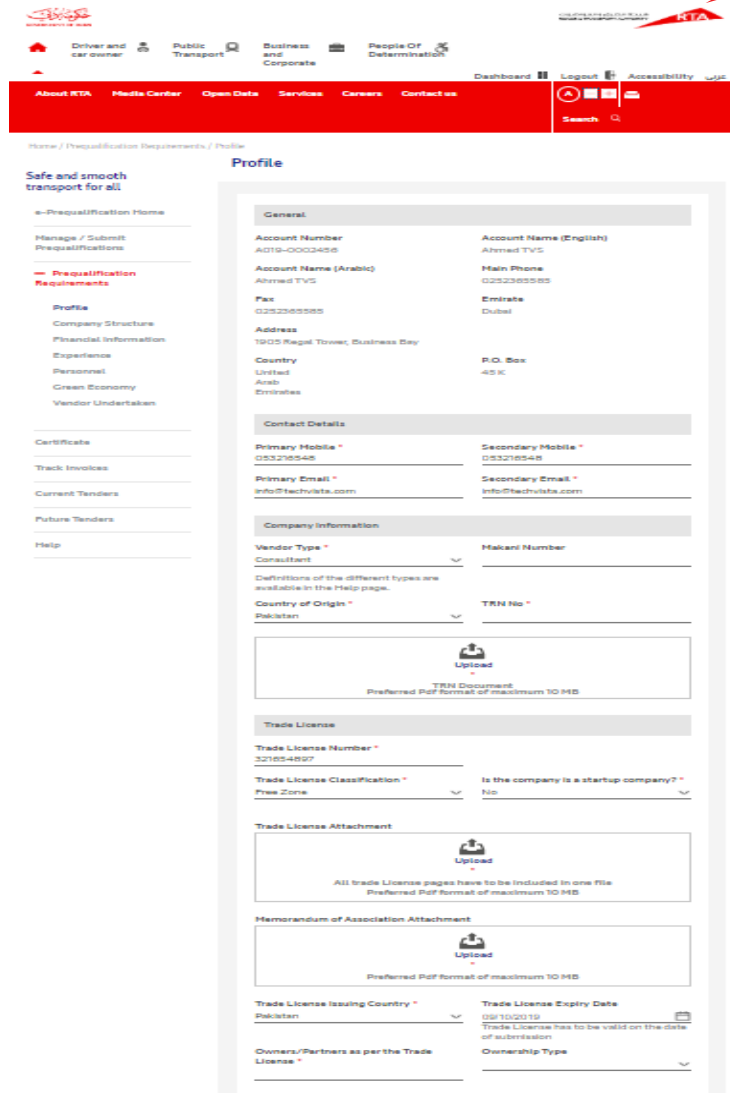 GOVERNMENT OF DUBAI
RTA
Driver and car owner
Public Transport
Business and Corporate
People Of Determination
Dashboard
Logout
Accessibility
عربي
About RTA
Media Center
Open Data
Services
Careers
Contact us
A
Search
Home / Prequalification Requirements / Profile
Safe and smooth
transport for all
e-Prequalification Home
Manage / Submit
Prequalifications
Prequalification
Requirements
Profile
Company Structure
Financial Information
Experience
Personnel
Green Economy
Vendor Undertaken
Certificate
Track Invoices
Current Tenders
Future Tenders
Help
Profile
General
Account Number
A019-0002456
Account Name (English)
Ahmed TVS
Account Name (Arabic)
Ahmed TVS
Main Phone
0252365585
Fax
0252365585
Emirate
Dubai
Address
1905 Regal Tower, Business Bay
Country
United
Arab
Emirates
P.O. Box
45 K
Contact Details
Primary Mobile *
053216548
Secondary Mobile *
053216548
Primary Email *
info@techvista.com
Secondary Email *
info@techvista.com
Company Information
Vendor Type *
Consultant
Makani Number
Definitions of the different types are
available in the Help page.
Country of Origin *
Pakistan
TRN No *
Upload
*
TRN Document
Preferred Pdf format of maximum 10 MB
Trade License
Trade License Number *
321654897
Trade License Classification *
Free Zone
Is the company is a startup company? *
No
Trade License Attachment
Upload
*
All trade License pages have to be included in one file
Preferred Pdf format of maximum 10 MB
Memorandum of Association Attachment
Upload
*
Preferred Pdf format of maximum 10 MB
Trade License Issuing Country *
Pakistan
Trade License Expiry Date
09/10/2019
Trade License has to be valid on the date
of submission
Owners/Partners as per the Trade
License *
Ownership Type